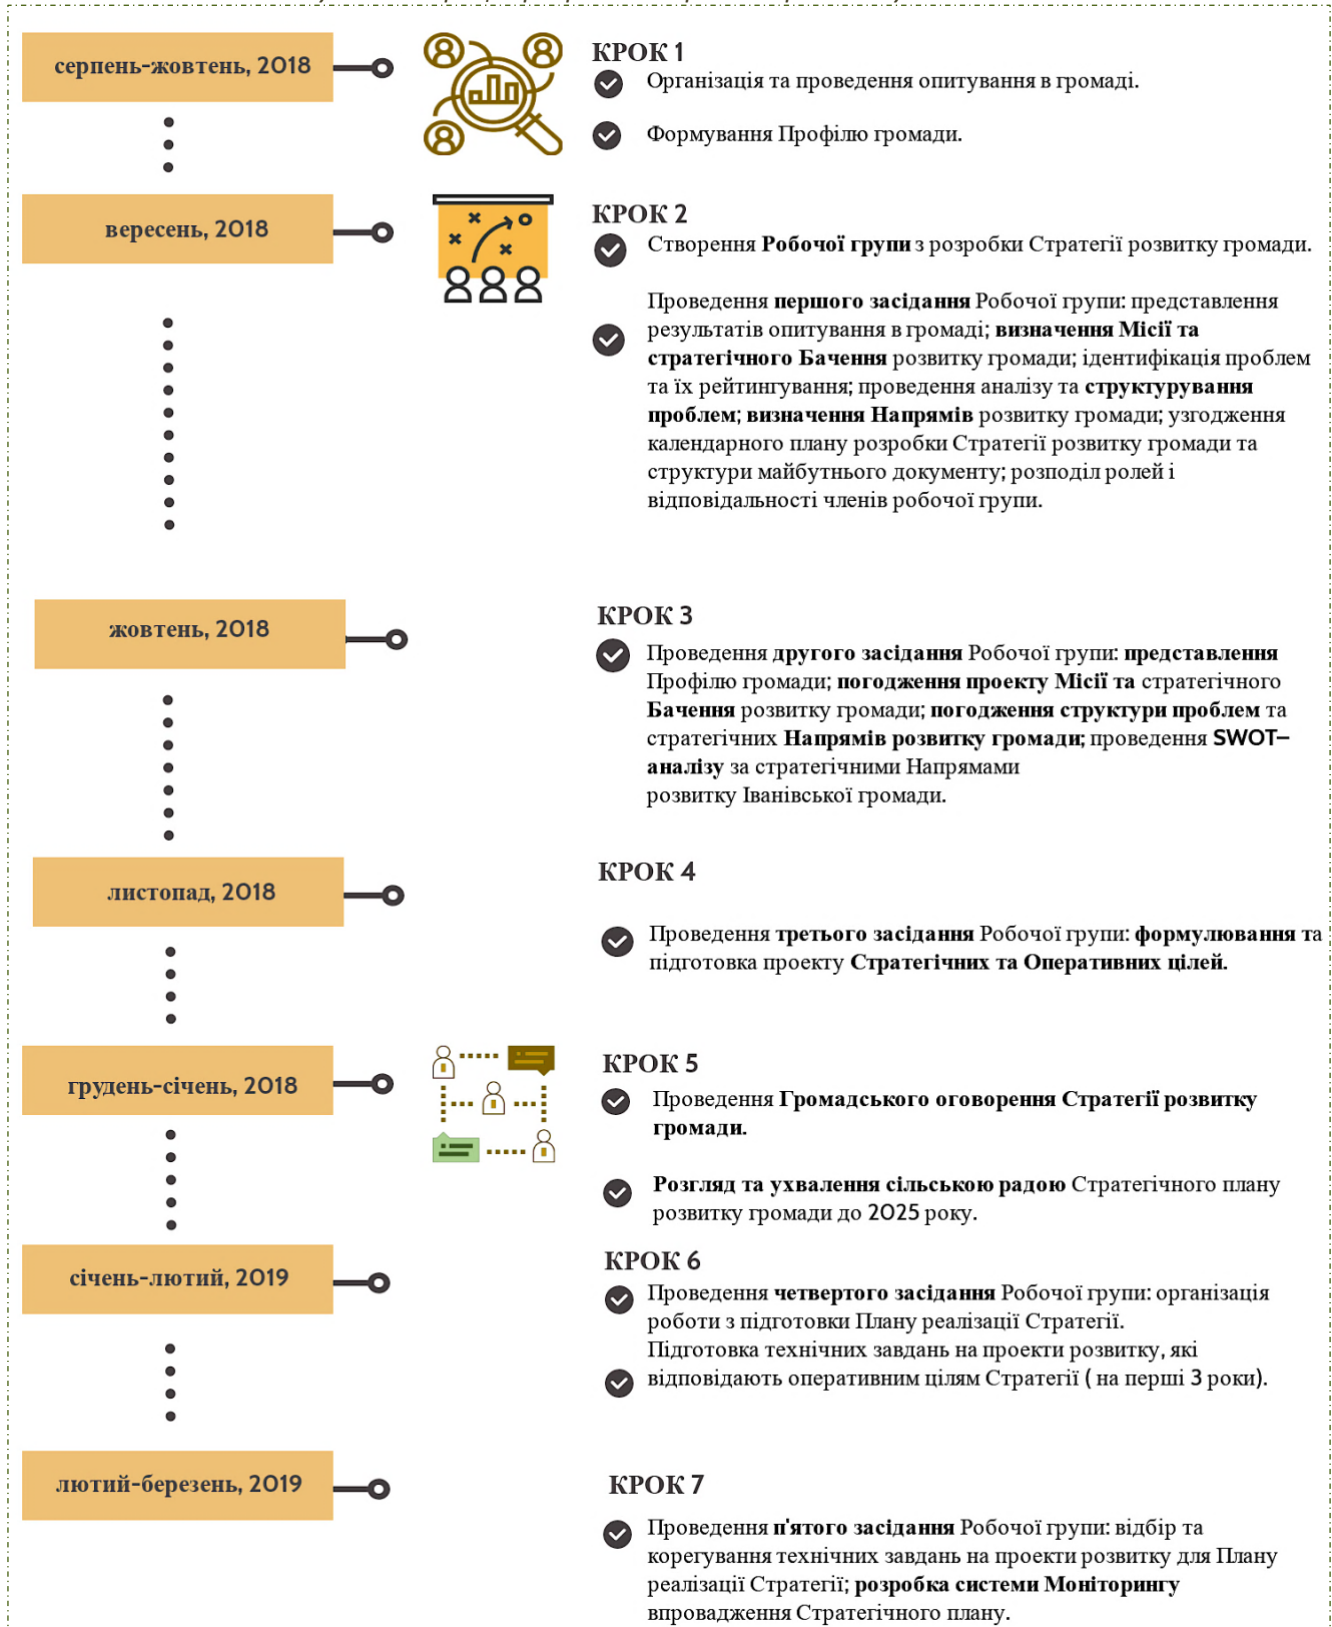 серпень-жовтень, 2018
КРОК 1
Організація та проведення опитування в громаді.
Формування Профілю громади.
вересень, 2018
КРОК 2
Створення Робочої групи з розробки Стратегії розвитку громади.
Проведення першого засідання Робочої групи: представлення
результатів опитування в громаді; визначення Місії та
стратегічного Бачення розвитку громади; ідентифікація проблем
та їх рейтингування; проведення аналізу та структурування
проблем; визначення Напрямів розвитку громади; узгодження
календарного плану розробки Стратегії розвитку громади та
структури майбутнього документу; розподіл ролей і
відповідальності членів робочої групи.
жовтень, 2018
КРОК 3
Проведення другого засідання Робочої групи: представлення
Профілю громади; погодження проекту Місії та стратегічного
Бачення розвитку громади; погодження структури проблем та
стратегічних Напрямів розвитку громади; проведення SWOT–
аналізу за стратегічними Напрямами
розвитку Іванівської громади.
листопад, 2018
КРОК 4
Проведення третього засідання Робочої групи: формулювання та
підготовка проекту Стратегічних та Оперативних цілей.
грудень-січень, 2018
КРОК 5
Проведення Громадського оговорення Стратегії розвитку
громади.
Розгляд та ухвалення сільською радою Стратегічного плану
розвитку громади до 2025 року.
січень-лютий, 2019
КРОК 6
Проведення четвертого засідання Робочої групи: організація
роботи з підготовки Плану реалізації Стратегії.
Підготовка технічних завдань на проекти розвитку, які
відповідають оперативним цілям Стратегії ( на перші 3 роки).
лютий-березень, 2019
КРОК 7
Проведення п'ятого засідання Робочої групи: відбір та
корегування технічних завдань на проекти розвитку для Плану
реалізації Стратегії; розробка системи Моніторингу
впровадження Стратегічного плану.